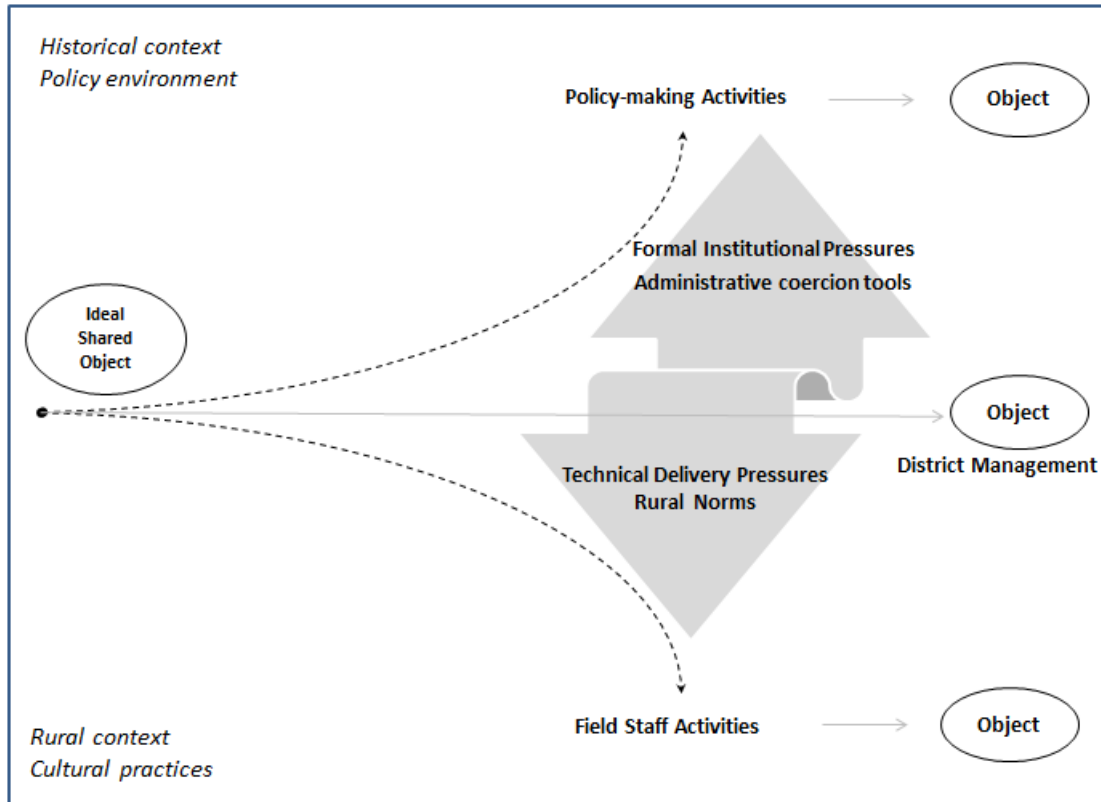 Historical context
Policy environment
Policy-making Activities
Object
Formal Institutional Pressures
Administrative coercion tools
Ideal
Shared
Object
Object
District Management
Technical Delivery Pressures
Rural Norms
Field Staff Activities
Object
Rural context
Cultural practices